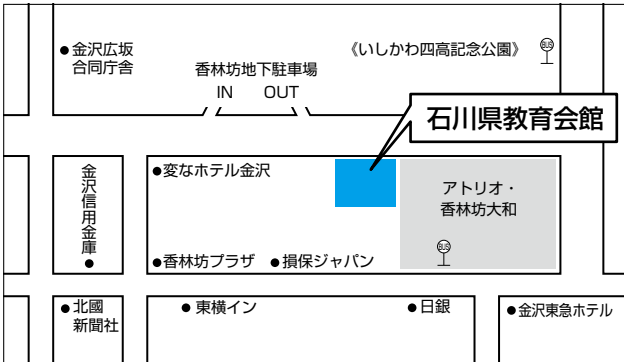 ●金沢広坂
合同庁舎
香林坊地下駐車場
IN OUT
《いしかわ四高記念公園》
BUS
石川県教育会館
金沢信用金庫●
●変なホテル金沢
アトリオ・
香林坊大和
BUS
●香林坊プラザ ●損保ジャパン
●北國
新聞社
●東横イン
●日銀
●金沢東急ホテル